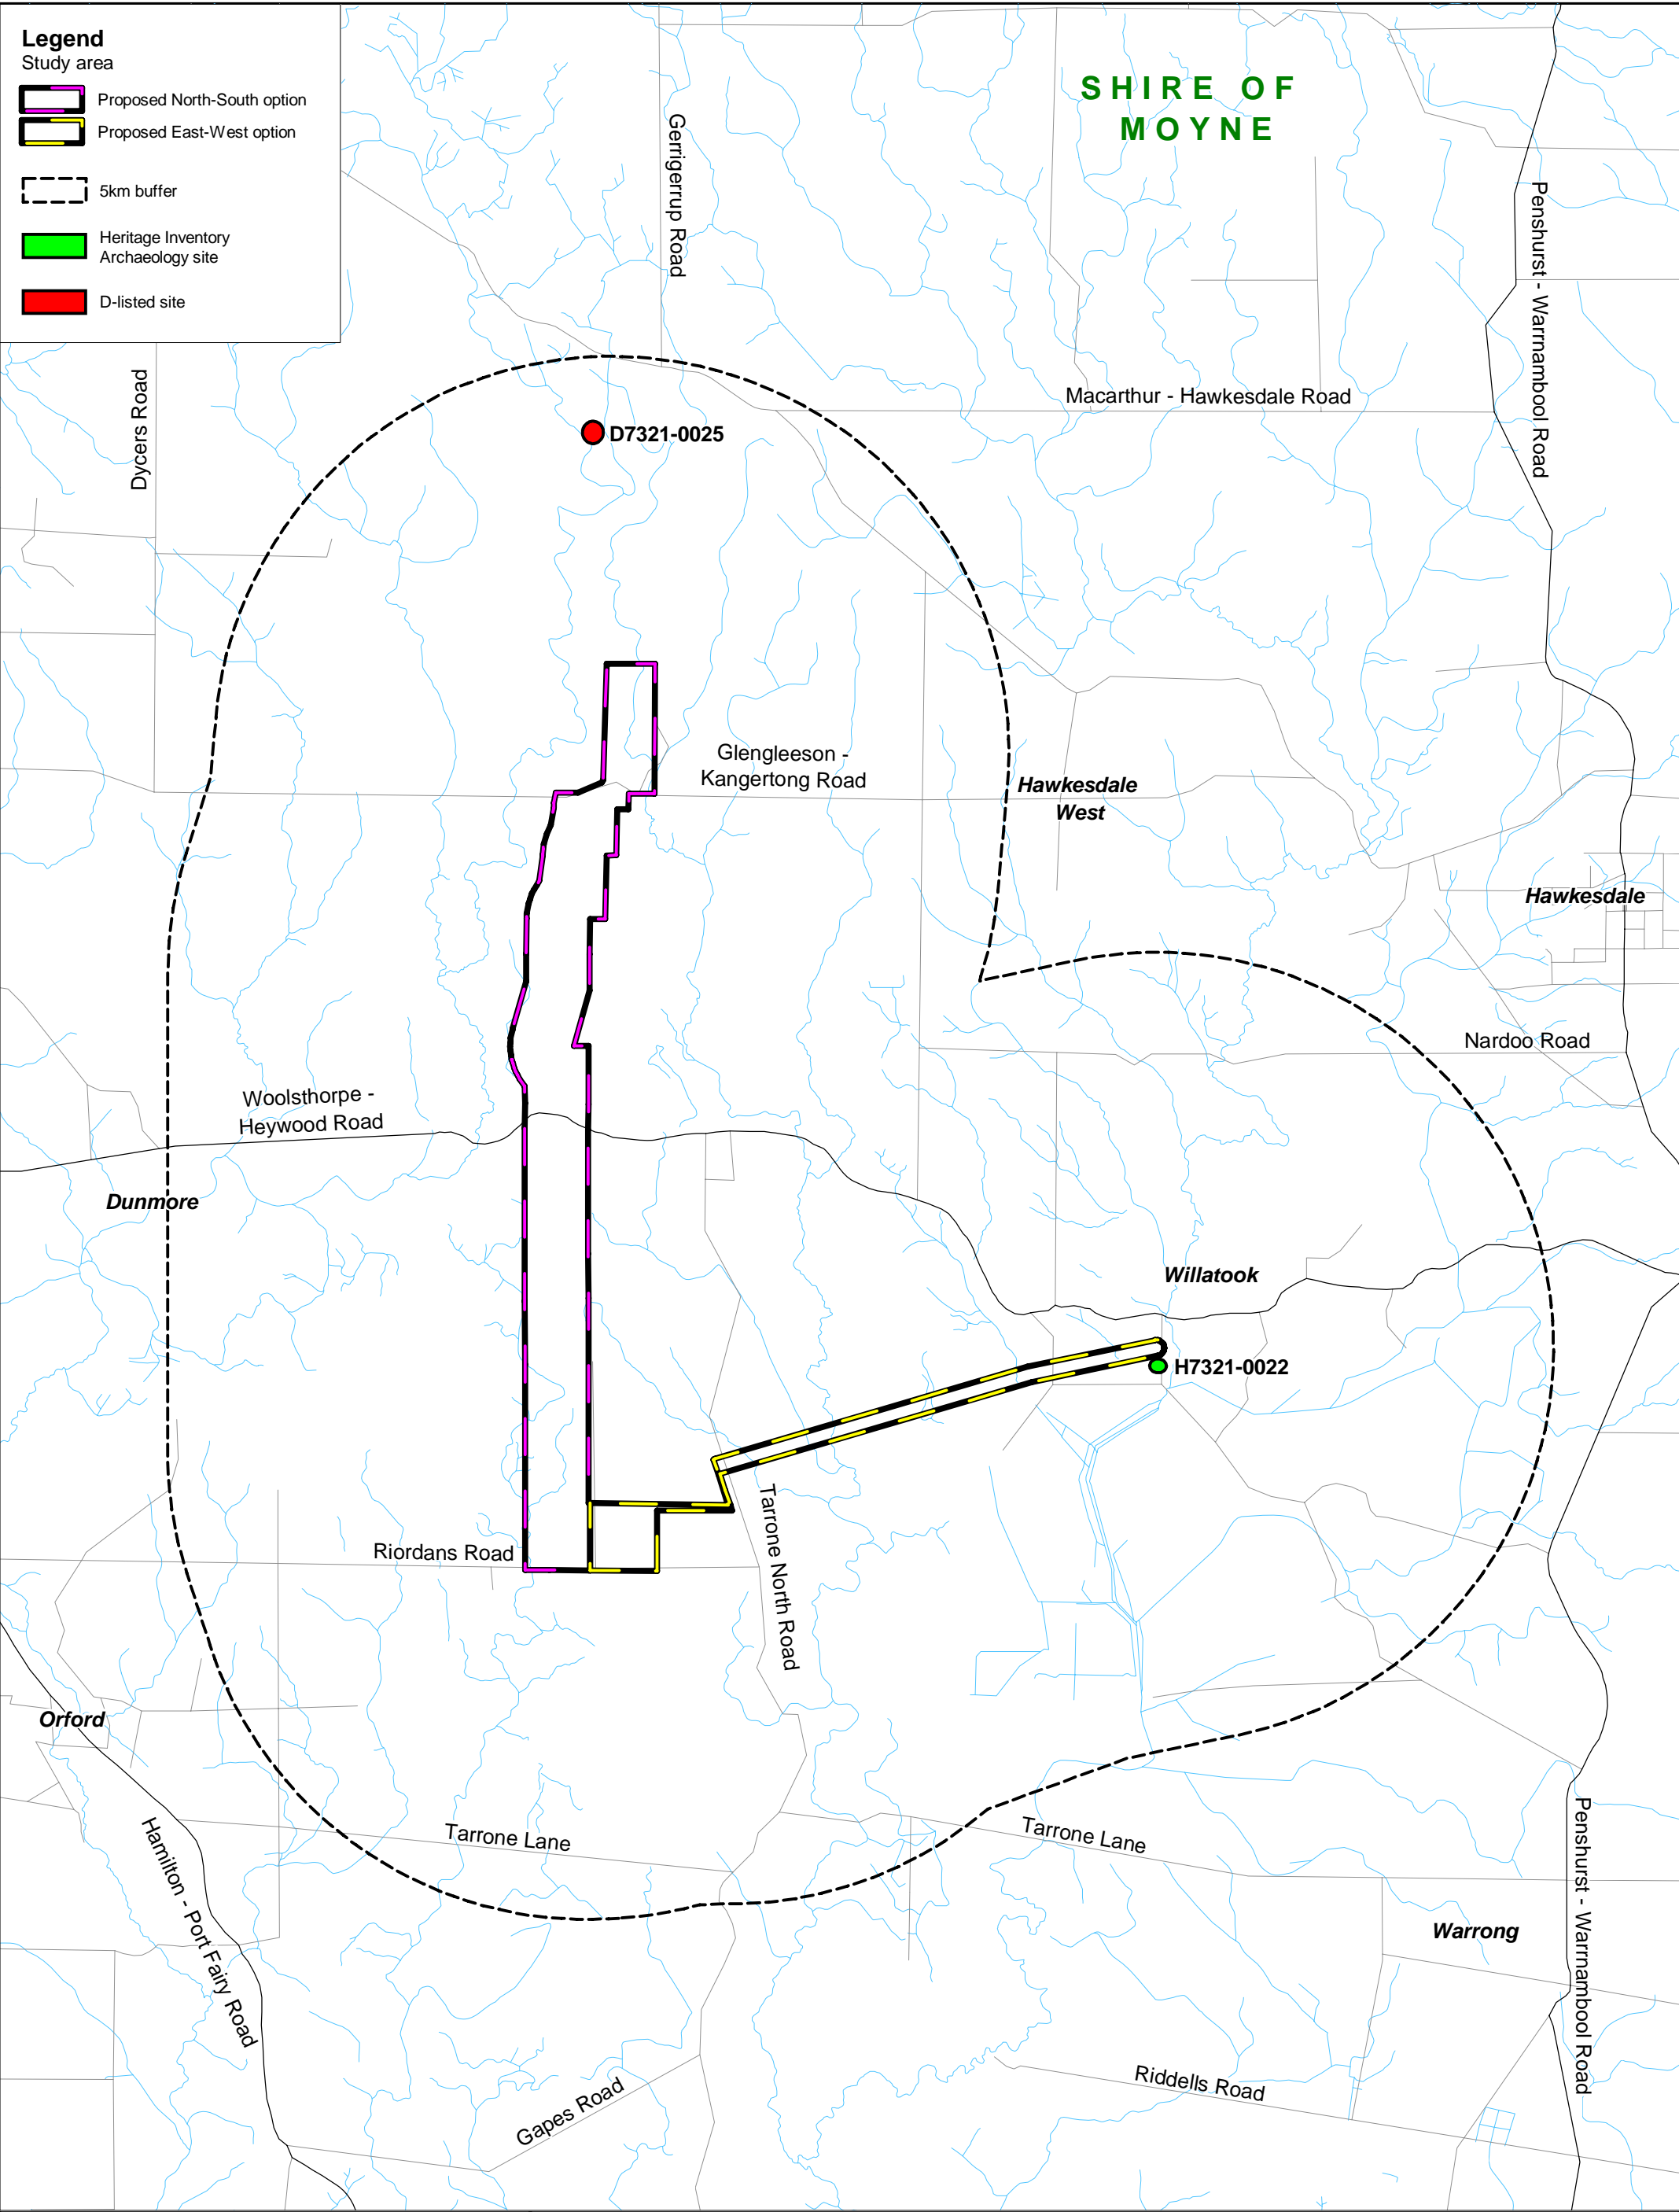 Legend
Study area
Proposed North-South option
Proposed East-West option
5km buffer
Heritage Inventory
Archaeology site
D-listed site
SHIRE OF
MOYNE
Gerrigerrup Road
Penshurst - Warrnambool Road
Dycers Road
Macarthur - Hawkesdale Road
D7321-0025
Glengleeson -
Kangertong Road
Hawkesdale
West
Hawkesdale
Nardoo Road
Woolsthorpe -
Heywood Road
Dunmore
Willatook
H7321-0022
Riordans Road
Tarrone North Road
Orford
Tarrone Lane
Tarrone Lane
Hamilton - Port Fairy Road
Penshurst - Warrnambool Road
Warrong
Riddells Road
Gapes Road